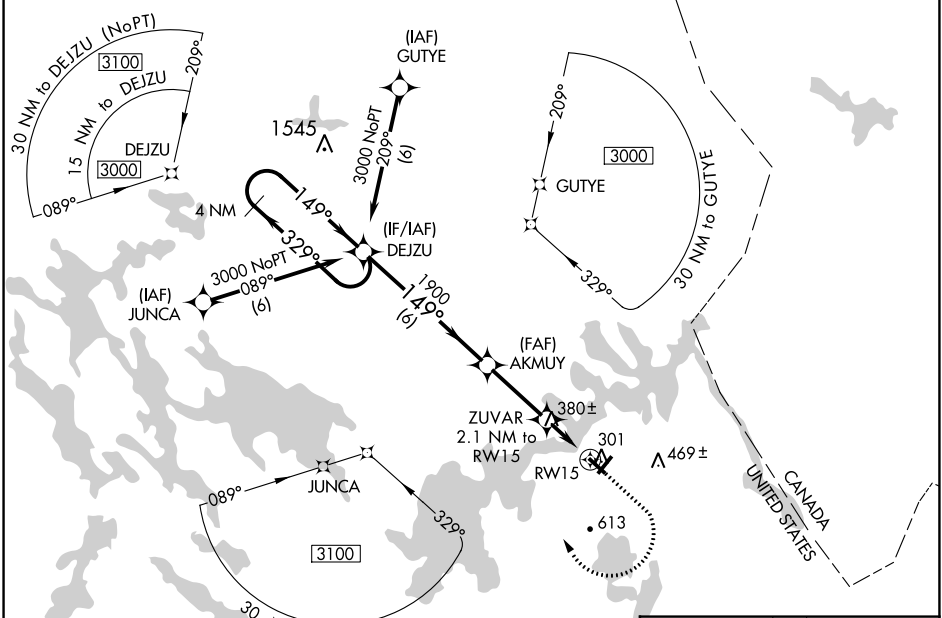 30 NM to DEJZU (NoPT)
3100
209°
15 NM to DEJZU
3000
DEJZU
089°
(IAF)
GUTYE
1545
3000 NoPT
209°
(6)
209°
3000
GUTYE
30 NM to GUTYE
329°
4 NM
149°
329°
(IF/IAF)
DEJZU
3000 NoPT
089°
(6)
(IAF)
JUNCA
1900
149°
(6)
(FAF)
AKMUY
ZUVAR
2.1 NM to
RW15
380±
301
RW15
469±
613
CANADA
UNITED STATES
089°
JUNCA
329°
3100
30